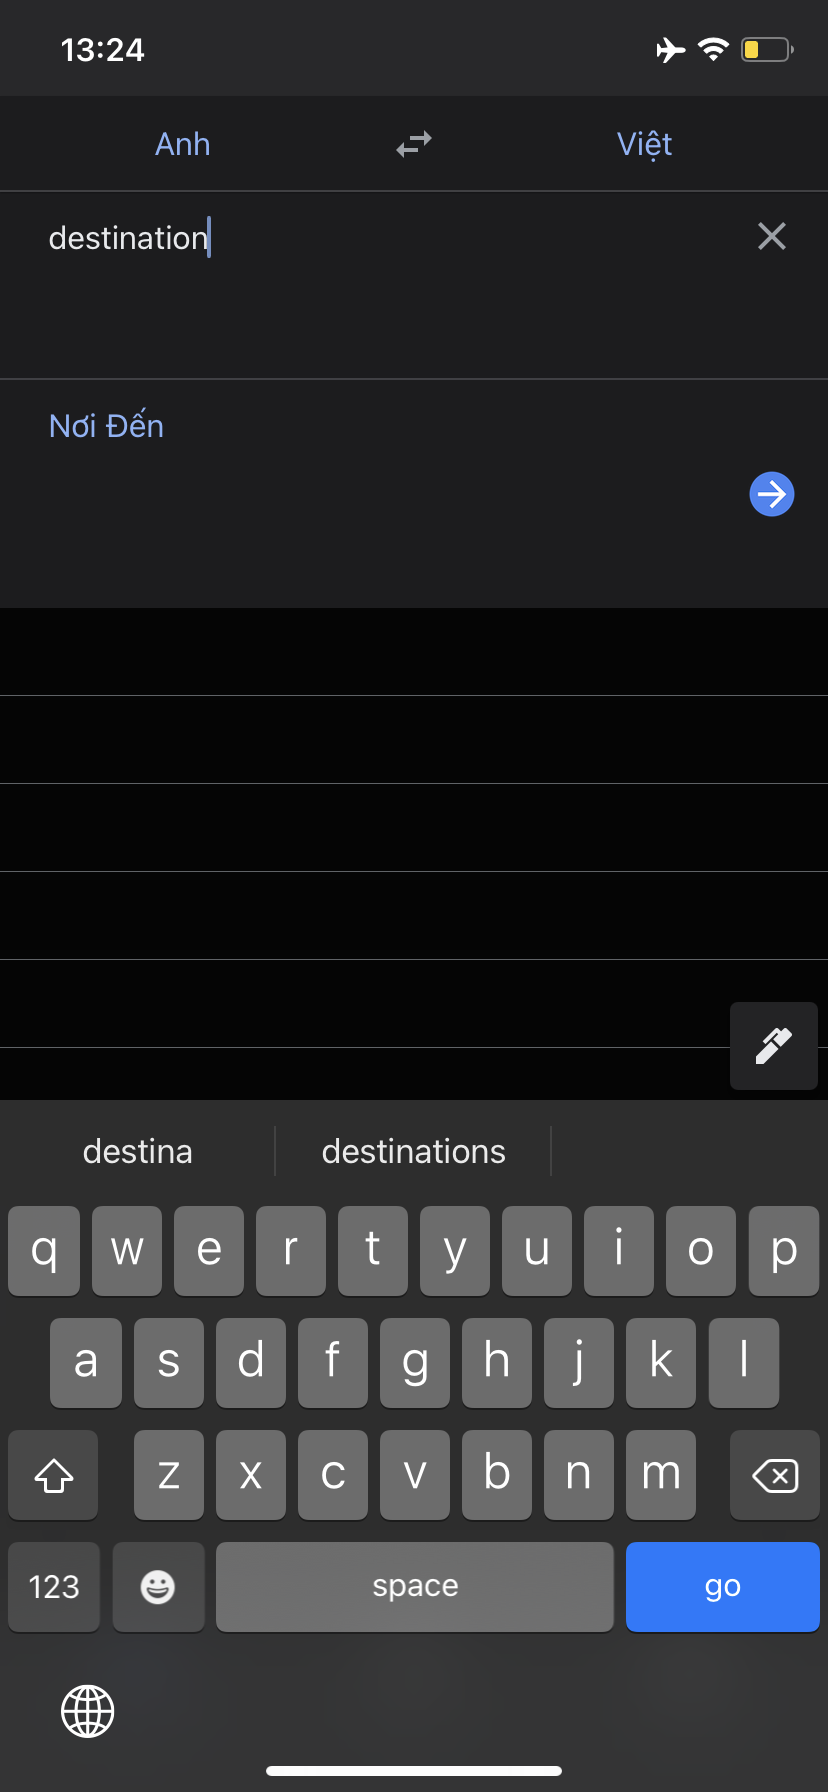 13:24
Anh Việt
destination
Nơi Đến
destina destinations
q w e r t y u i o p
a s d f g h j k l
z x c v b n m
123 space go